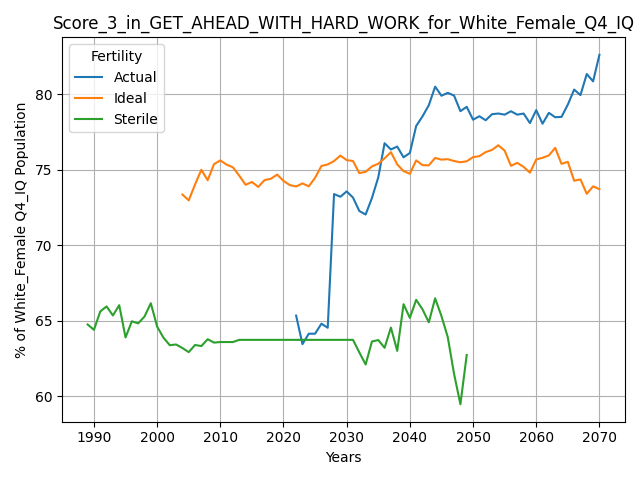 Score_3_in_GET_AHEAD_WITH_HARD_WORK_for_White_Female_Q4_IQ
Fertility
Actual
Ideal
Sterile
% of White_Female Q4_IQ Population
80
75
70
65
60
1990 2000 2010 2020 2030 2040 2050 2060 2070
Years